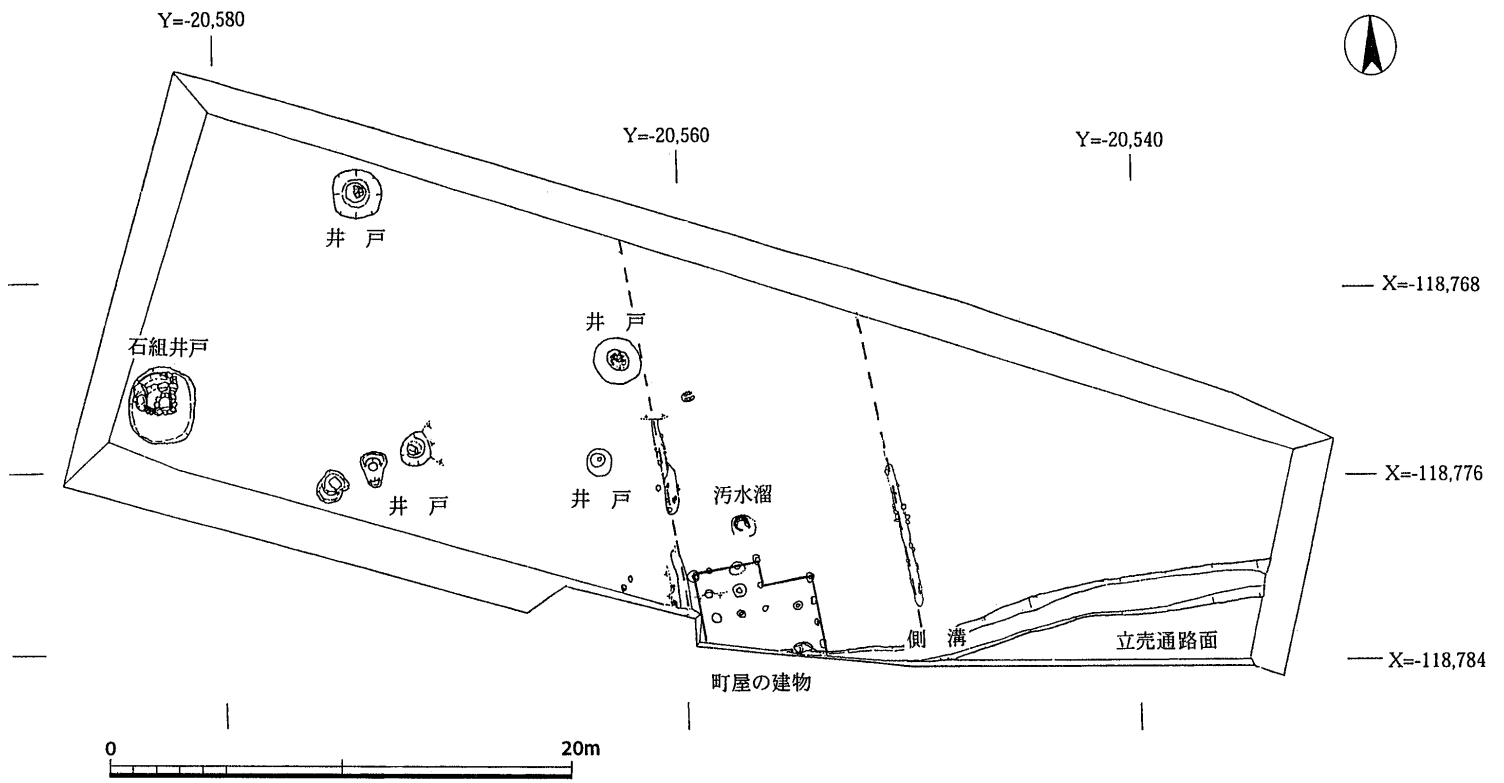 Y=-20,580
Y=-20,560
Y=-20,540
井 戸
X=-118,768
井 戸
石組井戸
X=-118,776
汚水溜
井 戸
井 戸
側 溝
立売通路面
X=-118,784
町屋の建物
0 20m